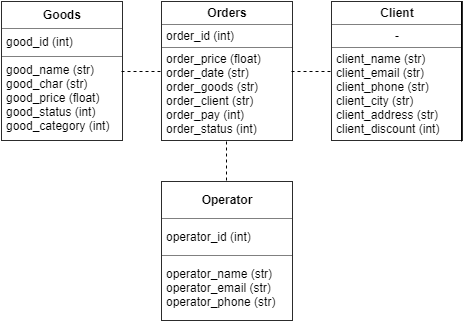 Goods
good_id (int)
good_name (str)
good_char (str)
good_price (float)
good_status (int)
good_category (int)
Orders
order_id (int)
order_price (float)
order_date (str)
order_goods (str)
order_client (str)
order_pay (int)
order_status (int)
Client
-
client_name (str)
client_email (str)
client_phone (str)
client_city (str)
client_address (str)
client_discount (int)
Operator
operator_id (int)
operator_name (str)
operator_email (str)
operator_phone (str)